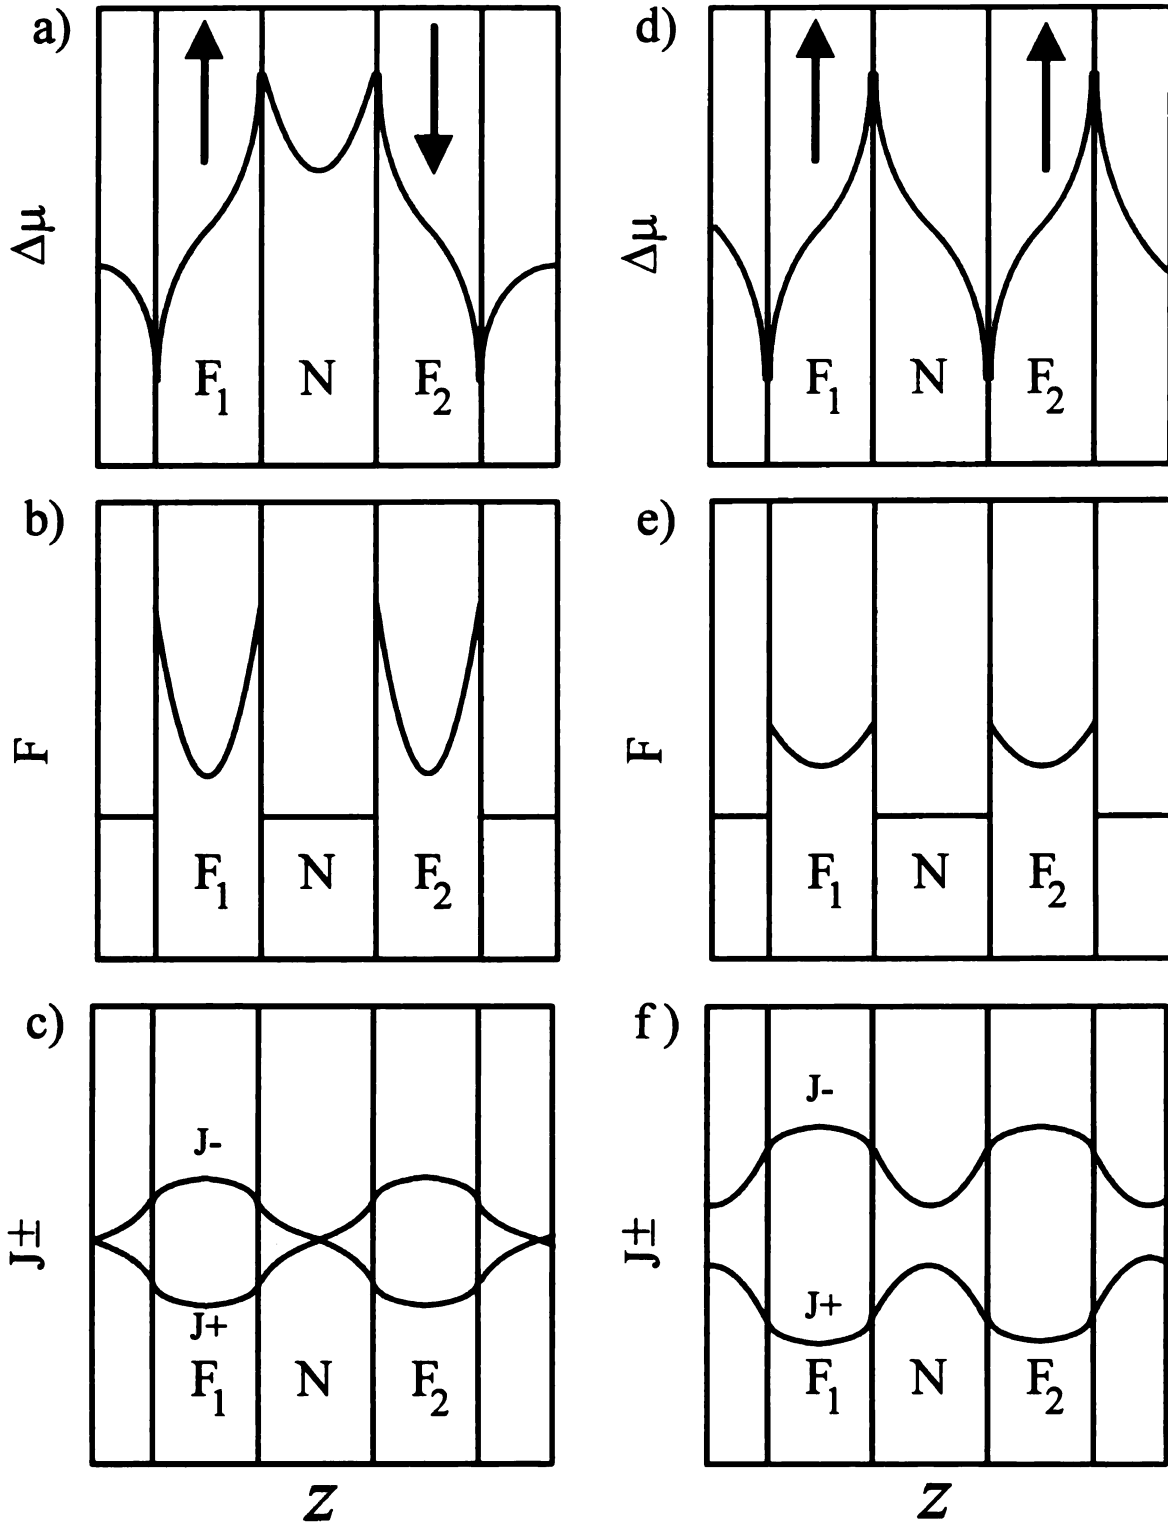 a)
Δμ
F₁ N F₂
d)
Δμ
F₁ N F₂
b)
F
F₁ N F₂
e)
F
F₁ N F₂
c)
J±
J-
J+
F₁ N F₂
z
f)
J±
J-
J+
F₁ N F₂
z